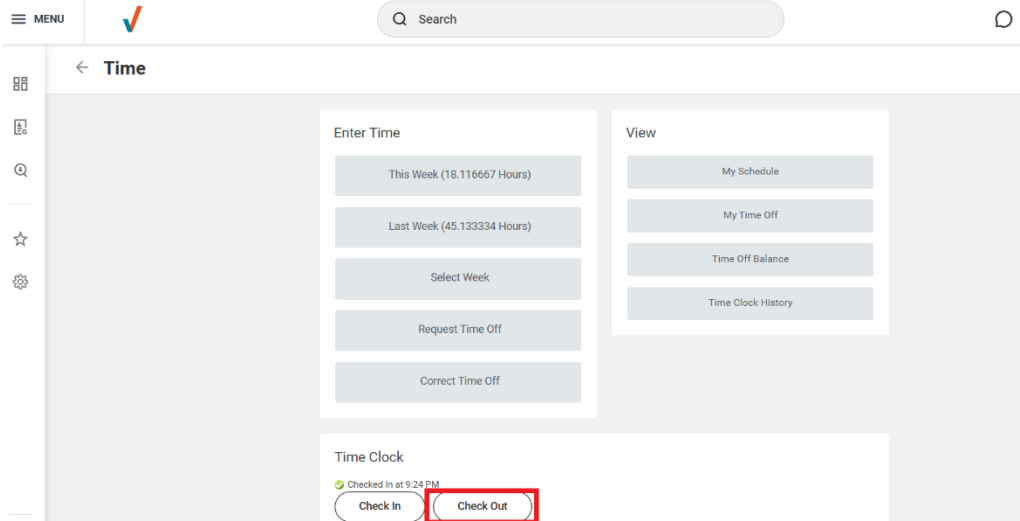 MENU
Search
Time
Enter Time
This Week (18.116667 Hours)
Last Week (45.133334 Hours)
Select Week
Request Time Off
Correct Time Off
View
My Schedule
My Time Off
Time Off Balance
Time Clock History
Time Clock
Checked In at 9:24 PM
Check In
Check Out